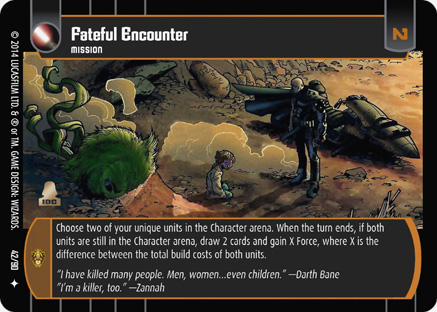 Fateful Encounter
MISSION
N
© 2014 LUCASFILM LTD. & ® or TM. GAME DESIGN: WIZARDS.
IDC
42/90
Choose two of your unique units in the Character arena. When the turn ends, if both
units are still in the Character arena, draw 2 cards and gain X Force, where X is the
difference between the total build costs of both units.
"I have killed many people. Men, women...even children." —Darth Bane
"I'm a killer, too." —Zannah